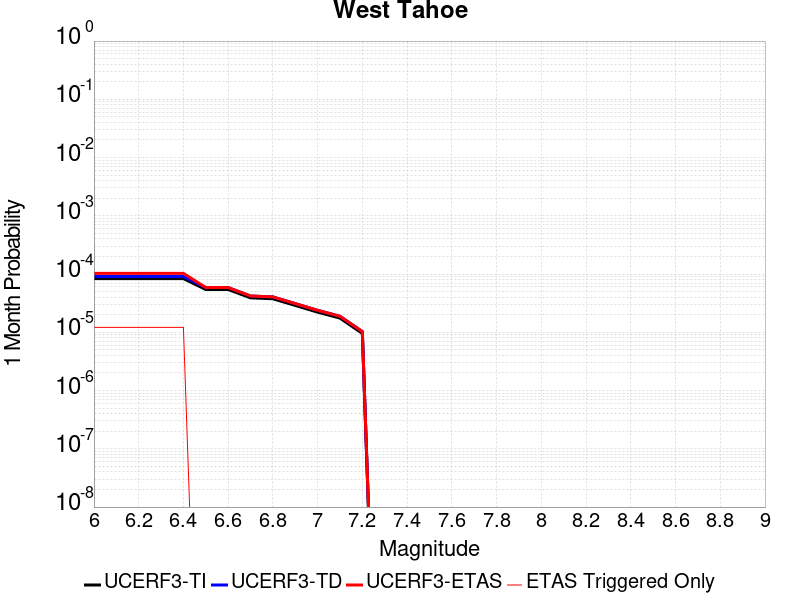 West Tahoe
1 Month Probability
10^0
10^-1
10^-2
10^-3
10^-4
10^-5
10^-6
10^-7
10^-8
6 6.2 6.4 6.6 6.8 7 7.2 7.4 7.6 7.8 8 8.2 8.4 8.6 8.8 9
Magnitude
UCERF3-TI UCERF3-TD UCERF3-ETAS ETAS Triggered Only